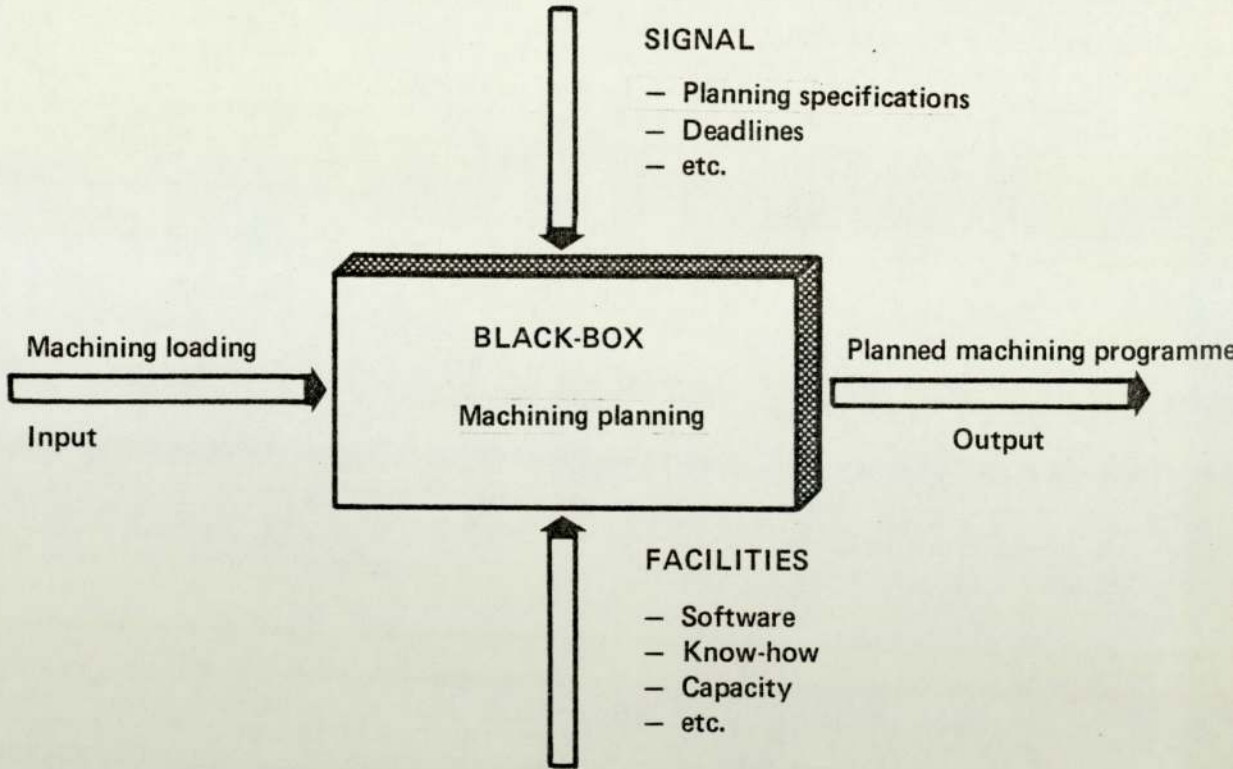 SIGNAL
— Planning specifications
— Deadlines
— etc.
Machining loading
Input
BLACK-BOX
Machining planning
Planned machining programme
Output
FACILITIES
— Software
— Know-how
— Capacity
— etc.